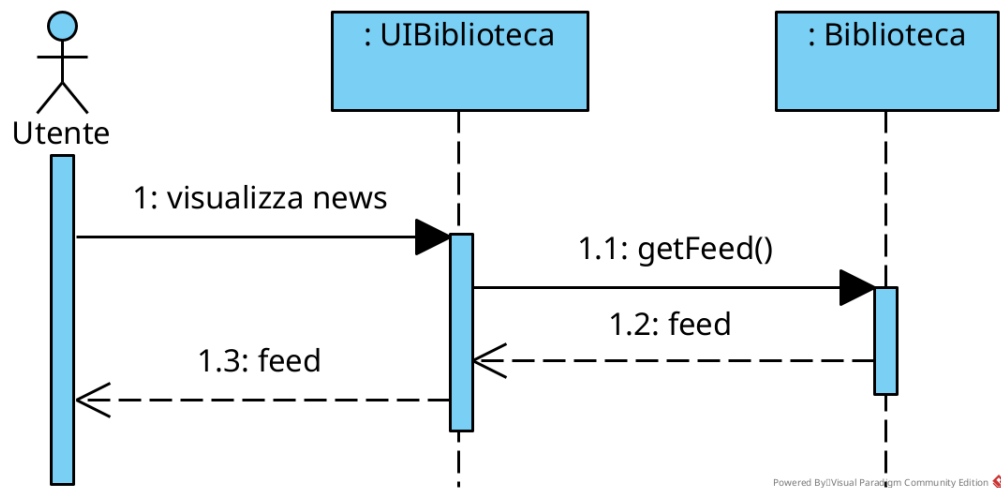 : UIBiblioteca
: Biblioteca
Utente
1: visualizza news
1.1: getFeed()
1.2: feed
1.3: feed
Powered By Visual Paradigm Community Edition